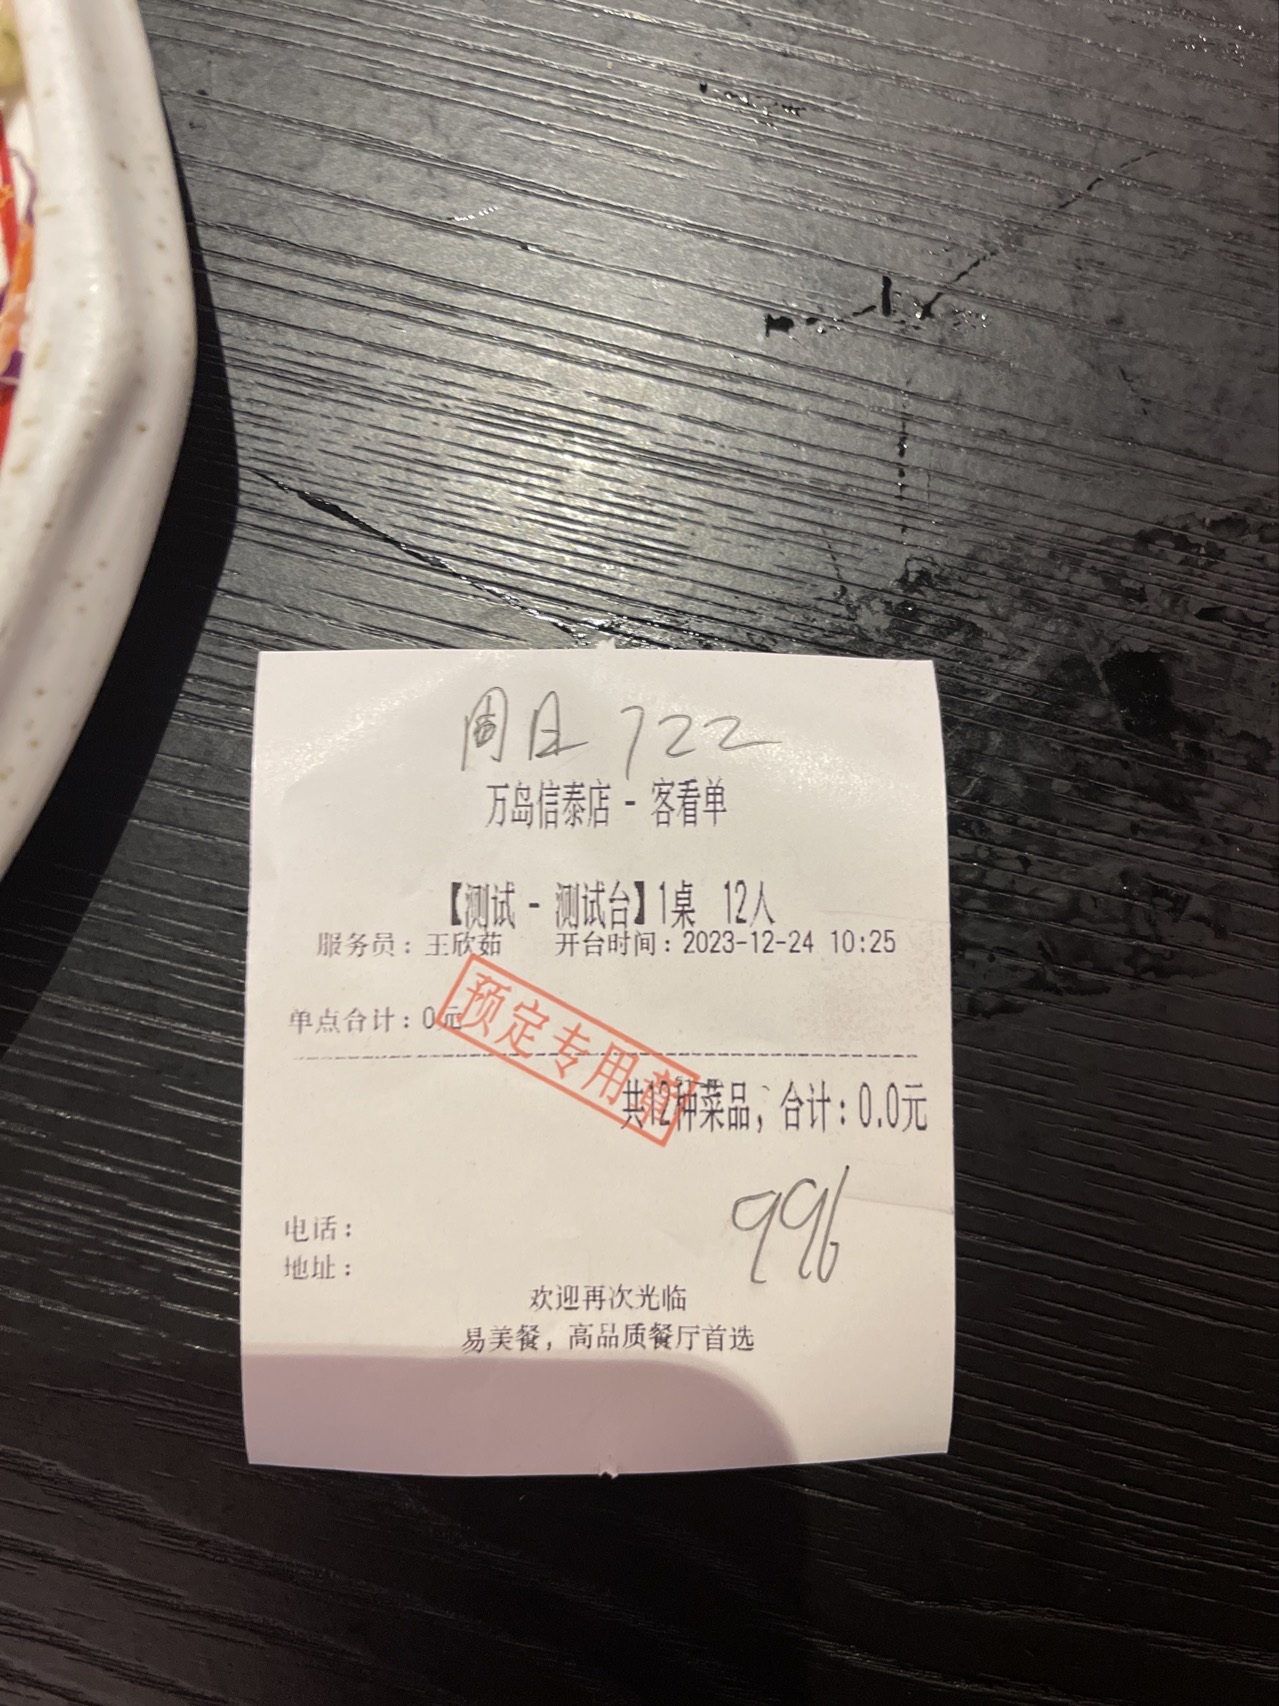 周日 722
万岛信泰店 - 客看单
【测试 - 测试台】1桌 12人
服务员：王欣茹 开台时间：2023-12-24 10:25
单点合计：0元
预定专用章
共12种菜品，合计：0.0元
996
电话：
地址：
欢迎再次光临
易美餐，高品质餐厅首选